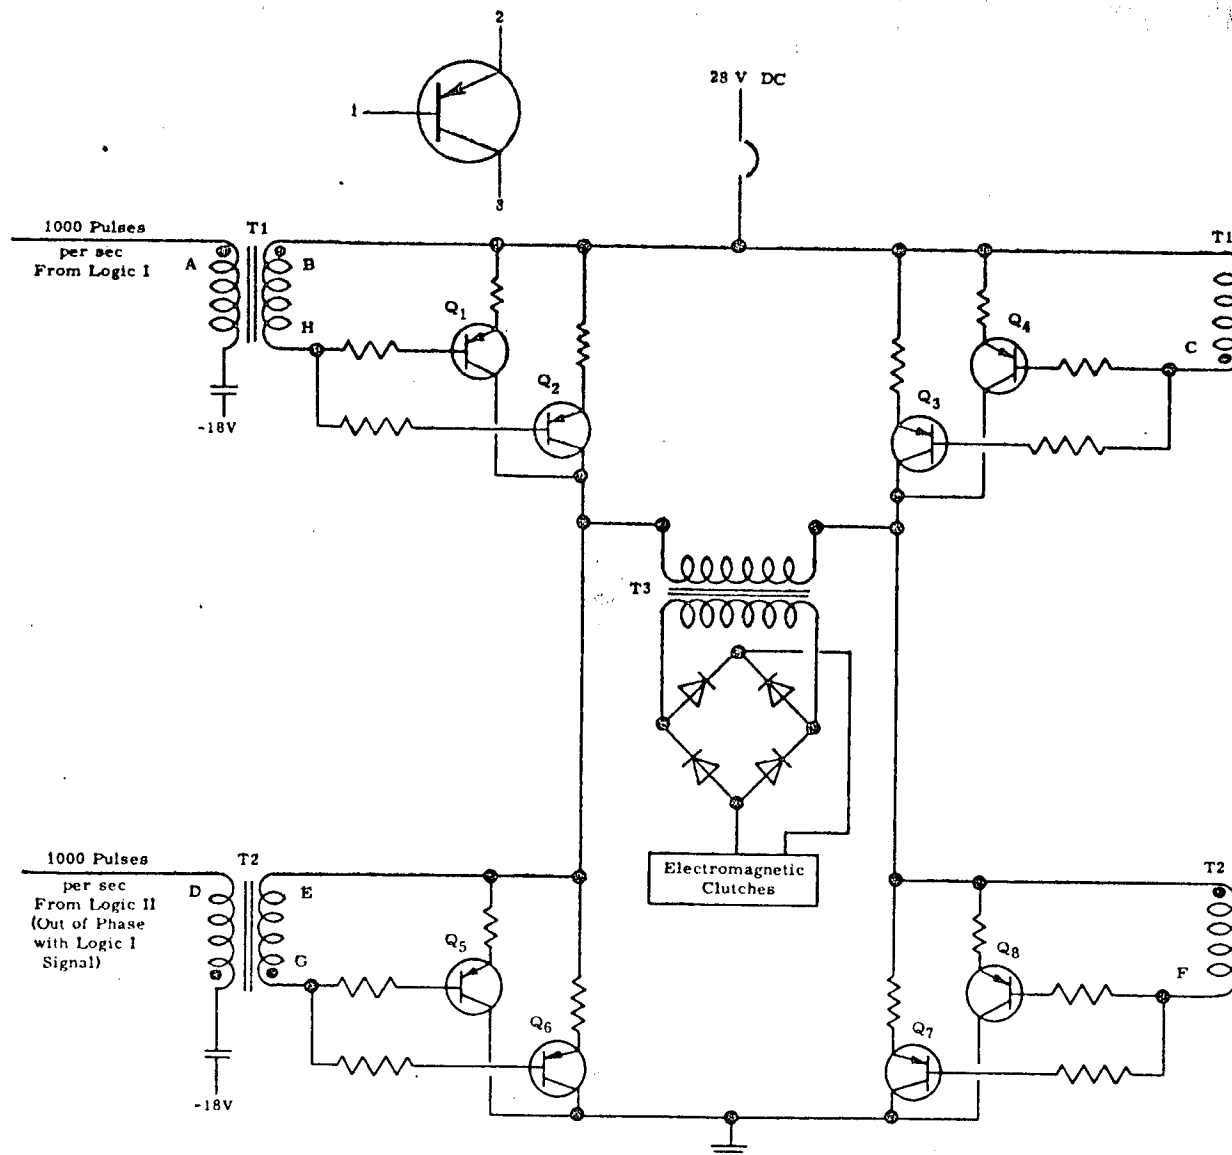 2
28 V DC
1
3
1000 Pulses
per sec
From Logic I
T1
A
B
H
Q1
Q2
-18V
T1
Q4
C
Q3
T3
Electromagnetic
Clutches
1000 Pulses
per sec
From Logic II
(Out of Phase
with Logic I
Signal)
T2
D
E
G
Q5
Q6
-18V
T2
Q8
F
Q7